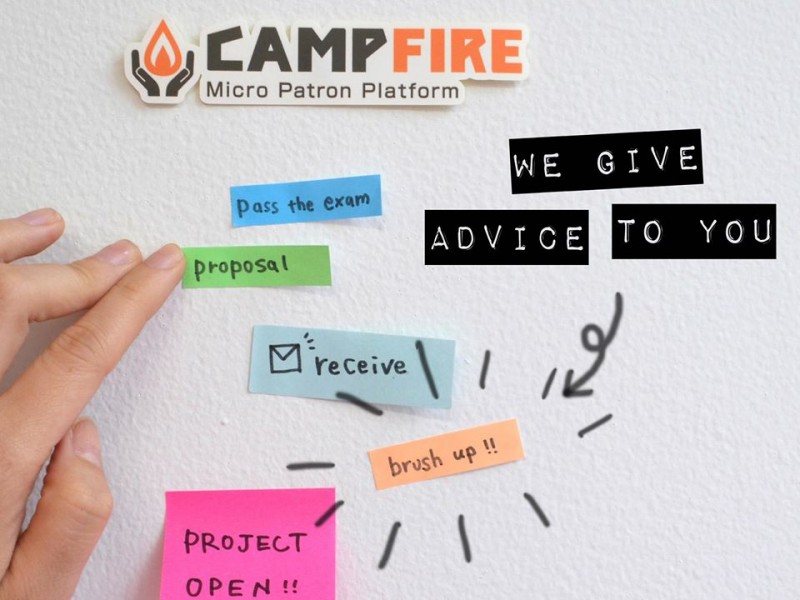 CAMPFIRE
Micro Patron Platform
WE GIVE
ADVICE TO YOU
pass the exam
proposal
receive
brush up !!
PROJECT
OPEN !!